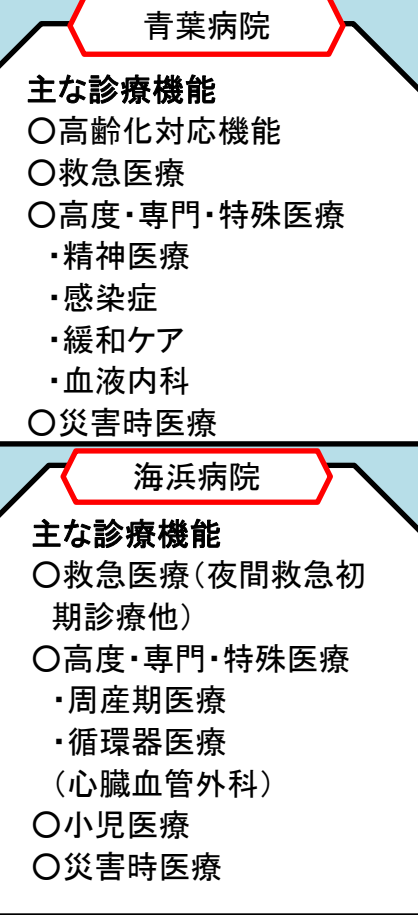 青葉病院
主な診療機能
〇高齢化対応機能
〇救急医療
〇高度・専門・特殊医療
・精神医療
・感染症
・緩和ケア
・血液内科
〇災害時医療
海浜病院
主な診療機能
〇救急医療（夜間救急初
期診療他）
〇高度・専門・特殊医療
・周産期医療
・循環器医療
（心臓血管外科）
〇小児医療
〇災害時医療